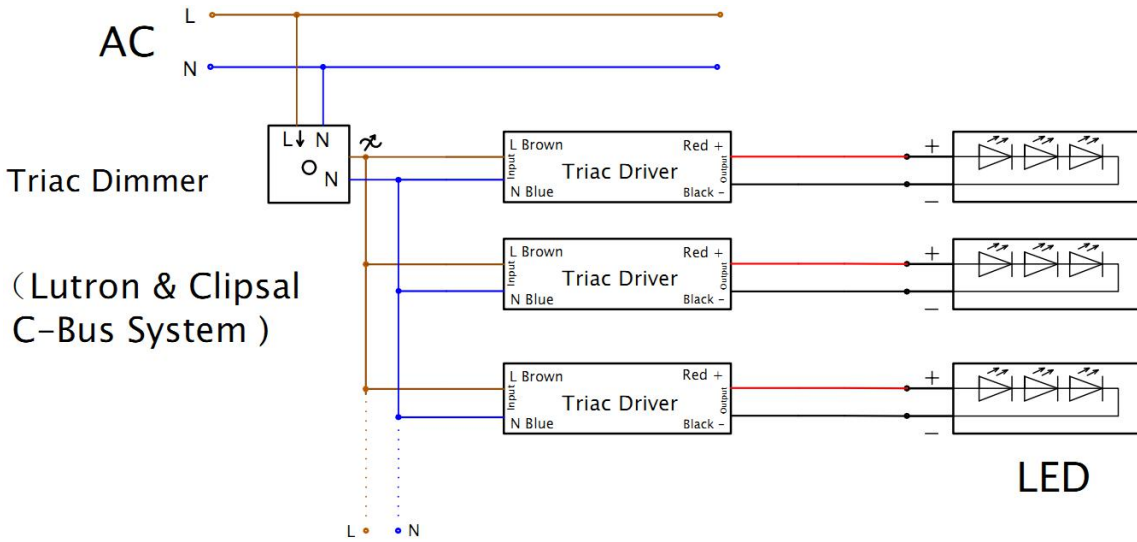 L
AC
N
L↓ N
N
Triac Dimmer
（Lutron & Clipsal
C-Bus System )
L Brown
Input
N Blue
Triac Driver
Red +
Output
Black -
+
-
L Brown
Input
N Blue
Triac Driver
Red +
Output
Black -
+
-
L Brown
Input
N Blue
Triac Driver
Red +
Output
Black -
+
-
LED
L
N